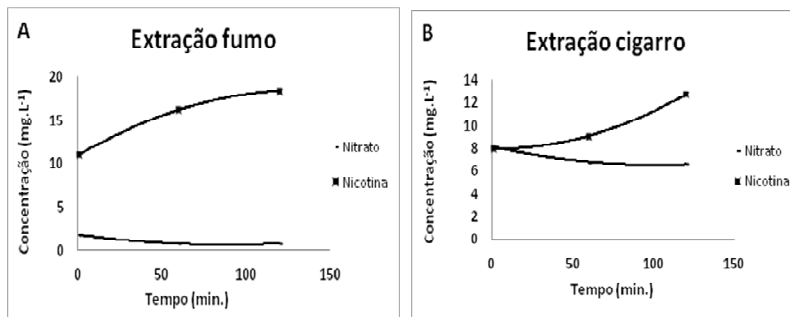 A
Extração fumo
Concentração (mg.L-¹)
20
15
10
5
0
0
50
100
150
Tempo (min.)
Nitrato
Nicotina
B
Extração cigarro
Concentração (mg.L-¹)
14
12
10
8
6
4
2
0
0
50
100
150
Tempo (min.)
Nitrato
Nicotina